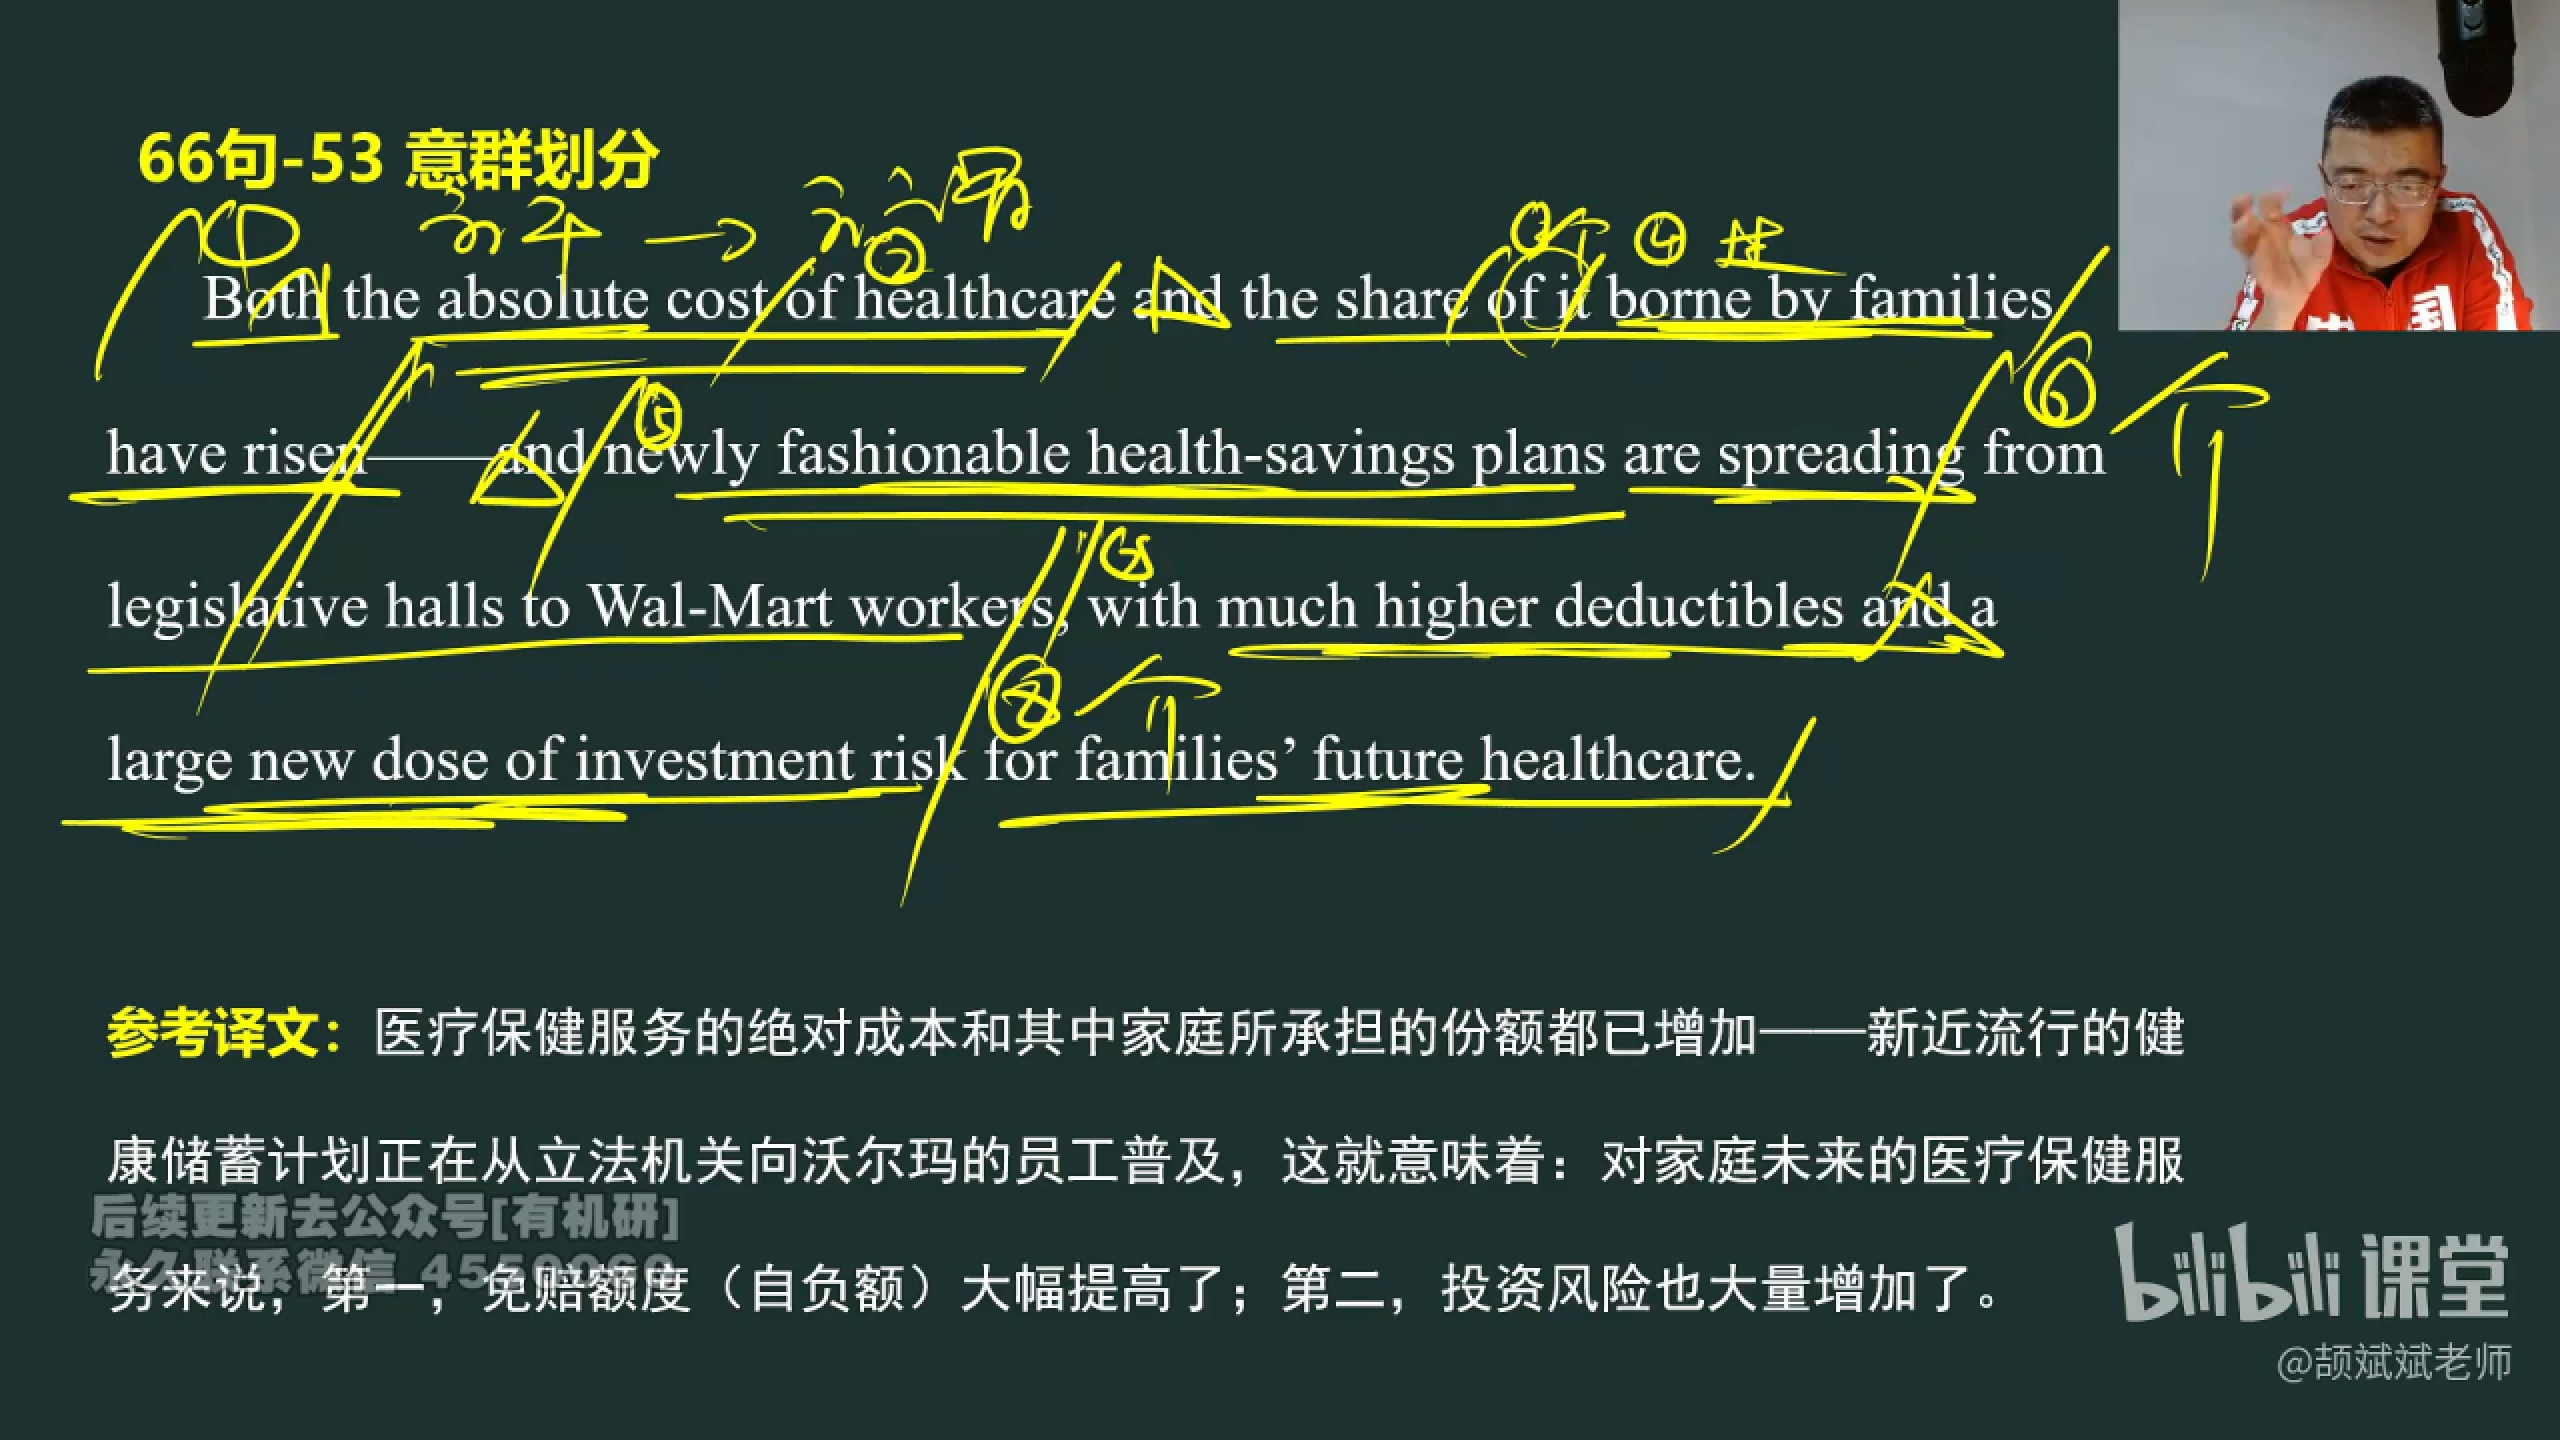 66句-53 意群划分
①
②
④
Both the absolute cost of healthcare and the share of it borne by families
⑥
⑤
have risen——and newly fashionable health-savings plans are spreading from
legislative halls to Wal-Mart workers, with much higher deductibles and a
⑧
large new dose of investment risk for families’ future healthcare.
参考译文：医疗保健服务的绝对成本和其中家庭所承担的份额都已增加——新近流行的健
康储蓄计划正在从立法机关向沃尔玛的员工普及，这就意味着：对家庭未来的医疗保健服
后续更新去公众号[有机研]
永久联系微信
务来说，第一，免赔额度（自负额）大幅提高了；第二，投资风险也大量增加了。
bilibili 课堂
@颉斌斌老师